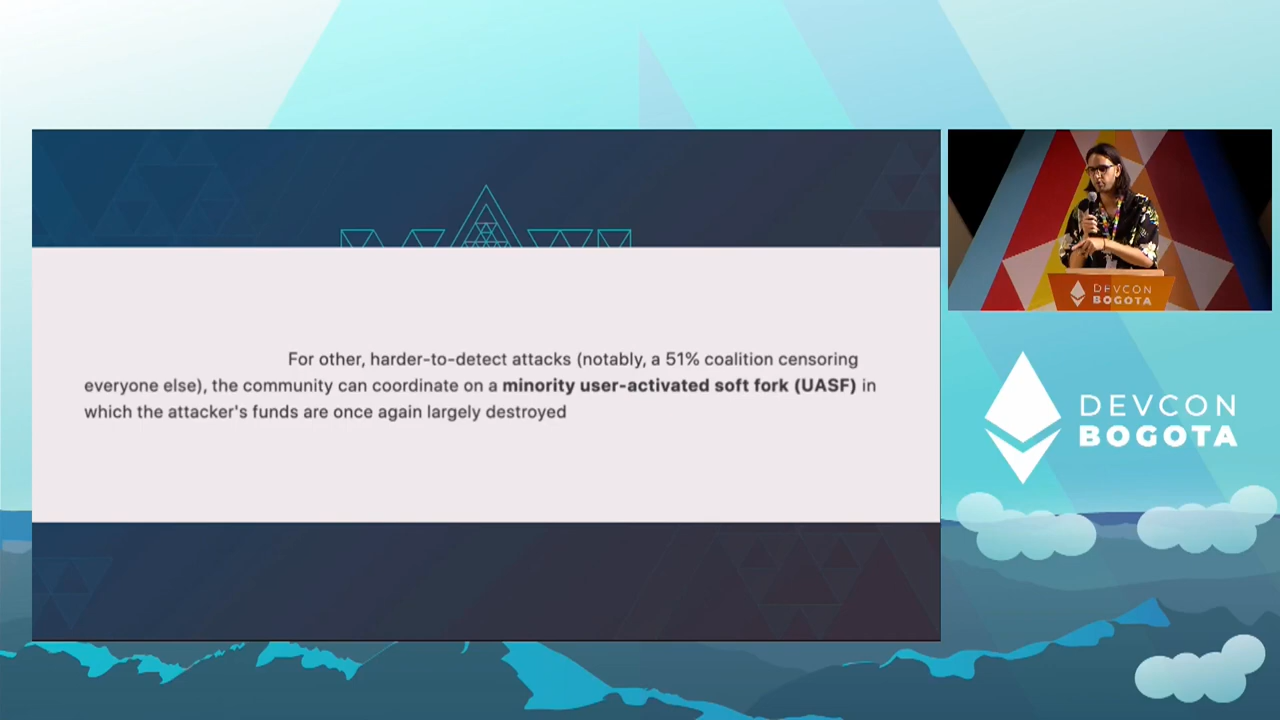 For other, harder-to-detect attacks (notably, a 51% coalition censoring
everyone else), the community can coordinate on a minority user-activated soft fork (UASF) in
which the attacker's funds are once again largely destroyed
DEVCON
BOGOTA
DEVCON
BOGOTA